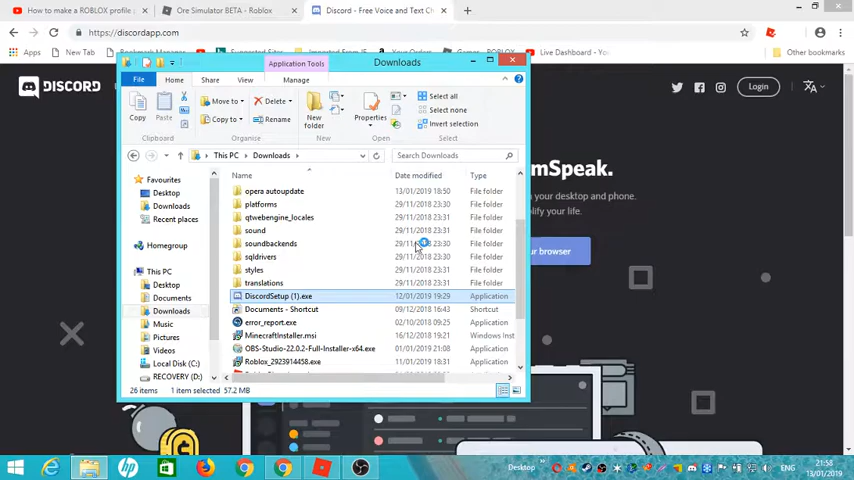 How to make a ROBLOX profile
Ore Simulator BETA - Roblox
Discord - Free Voice and Text Ch
https://discordapp.com
Apps
New Tab
Other bookmarks
DISCORD
Login
Application Tools
Downloads
File
Home
Share
View
Manage
Copy
Paste
Move to
Copy to
Delete
Rename
New folder
Properties
Select all
Select none
Invert selection
Clipboard
Organise
New
Open
Select
This PC
Downloads
Search Downloads
Favourites
Desktop
Downloads
Recent places
Homegroup
This PC
Desktop
Documents
Downloads
Music
Pictures
Videos
Local Disk (C:)
RECOVERY (D:)
Name Date modified Type
opera autoupdate 13/01/2019 18:50 File folder
platforms 29/11/2018 23:31 File folder
qtwebengine_locales 29/11/2018 23:31 File folder
sound 29/11/2018 23:31 File folder
soundbackends 29/11/2018 23:30 File folder
sqldrivers 29/11/2018 23:30 File folder
styles 29/11/2018 23:31 File folder
translations 29/11/2018 23:31 File folder
DiscordSetup (1).exe 12/01/2019 19:29 Application
Documents - Shortcut 09/12/2018 16:43 Shortcut
error_report.exe 02/10/2018 09:25 Application
MinecraftInstaller.msi 16/12/2018 19:21 Windows Inst
OBS-Studio-22.0.2-Full-Installer-x64.exe 01/01/2019 21:08 Application
Roblox_2923914458.exe 11/01/2019 18:31 Application
26 items 1 item selected 57.2 MB
mSpeak.
desktop and phone.
plify your life.
ur browser
Desktop
ENG
21:58
13/01/2019